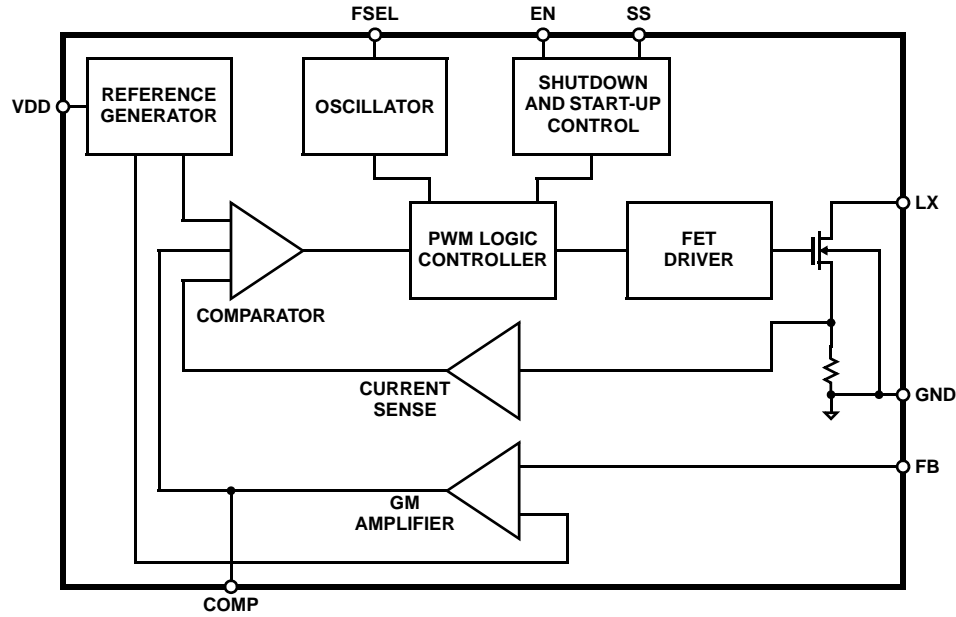 FSEL
EN
SS
VDD
REFERENCE
GENERATOR
OSCILLATOR
SHUTDOWN
AND START-UP
CONTROL
LX
PWM LOGIC
CONTROLLER
FET
DRIVER
COMPARATOR
CURRENT
SENSE
GND
FB
GM
AMPLIFIER
COMP